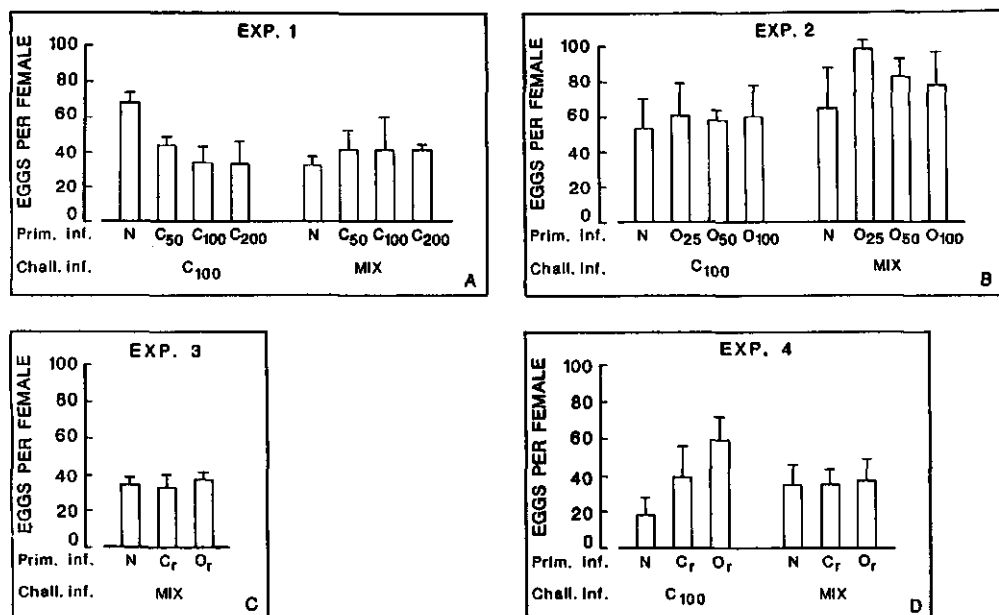 EXP. 1
EGGS PER FEMALE
100
80
60
40
20
0
Prim. inf. N C50 C100 C200 N C50 C100 C200
Chall. inf. C100 MIX
A
EXP. 2
EGGS PER FEMALE
100
80
60
40
20
0
Prim. inf. N O25 O50 O100 N O25 O50 O100
Chall. inf. C100 MIX
B
EXP. 3
EGGS PER FEMALE
100
80
60
40
20
0
Prim. inf. N Cr Or
Chall. inf. MIX
C
EXP. 4
EGGS PER FEMALE
100
80
60
40
20
0
Prim. inf. N Cr Or N Cr Or
Chall. inf. C100 MIX
D